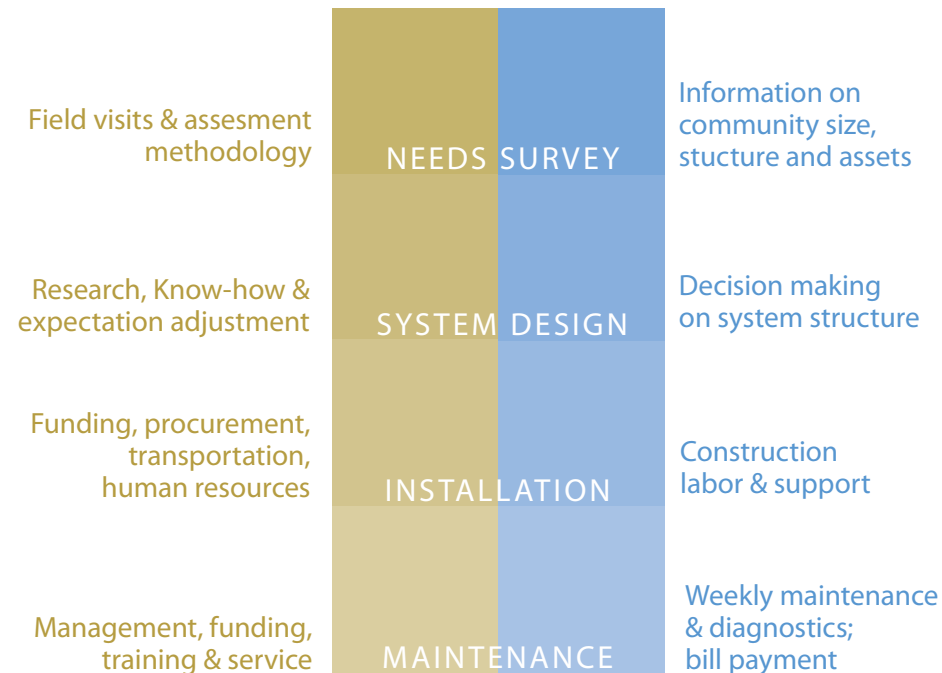 Field visits & assesment
methodology
NEEDS SURVEY
Information on
community size,
stucture and assets
Research, Know-how &
expectation adjustment
SYSTEM DESIGN
Decision making
on system structure
Funding, procurement,
transportation,
human resources
INSTALLATION
Construction
labor & support
Management, funding,
training & service
MAINTENANCE
Weekly maintenance
& diagnostics;
bill payment